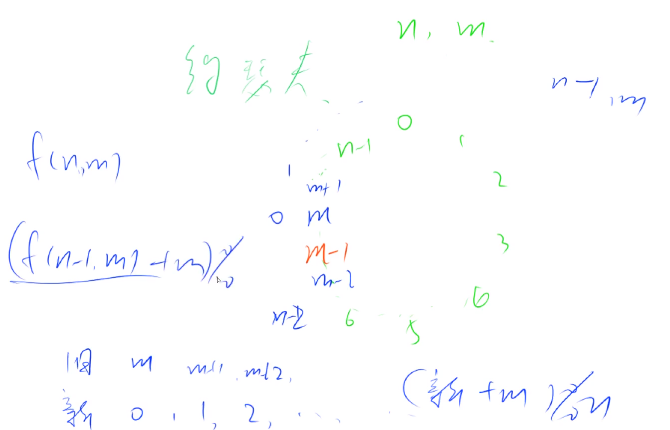 n, m.
约瑟夫
n-1, m
n-1 0 1
f(n,m)
1 m+1 2
0 m
(f(n-1,m)+m)% m-1 3
m-2
n-2 6 5 6
旧 m m+1 m+2,
新 0, 1, 2, ..... (新+m)%n